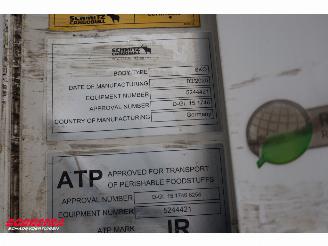 SCHMITZ
CARGOBULL
SCHMITZ
CARGOBULL
BODY TYPE SKO
DATE OF MANUFACTURING
EQUIPMENT NUMBER 5244421
APPROVAL NUMBER
COUNTRY OF MANUFACTURING Germany
ATP APPROVED FOR TRANSPORT
OF PERISHABLE FOODSTUFFS
APPROVAL NUMBER
EQUIPMENT NUMBER 5244421
ATP MARK IR